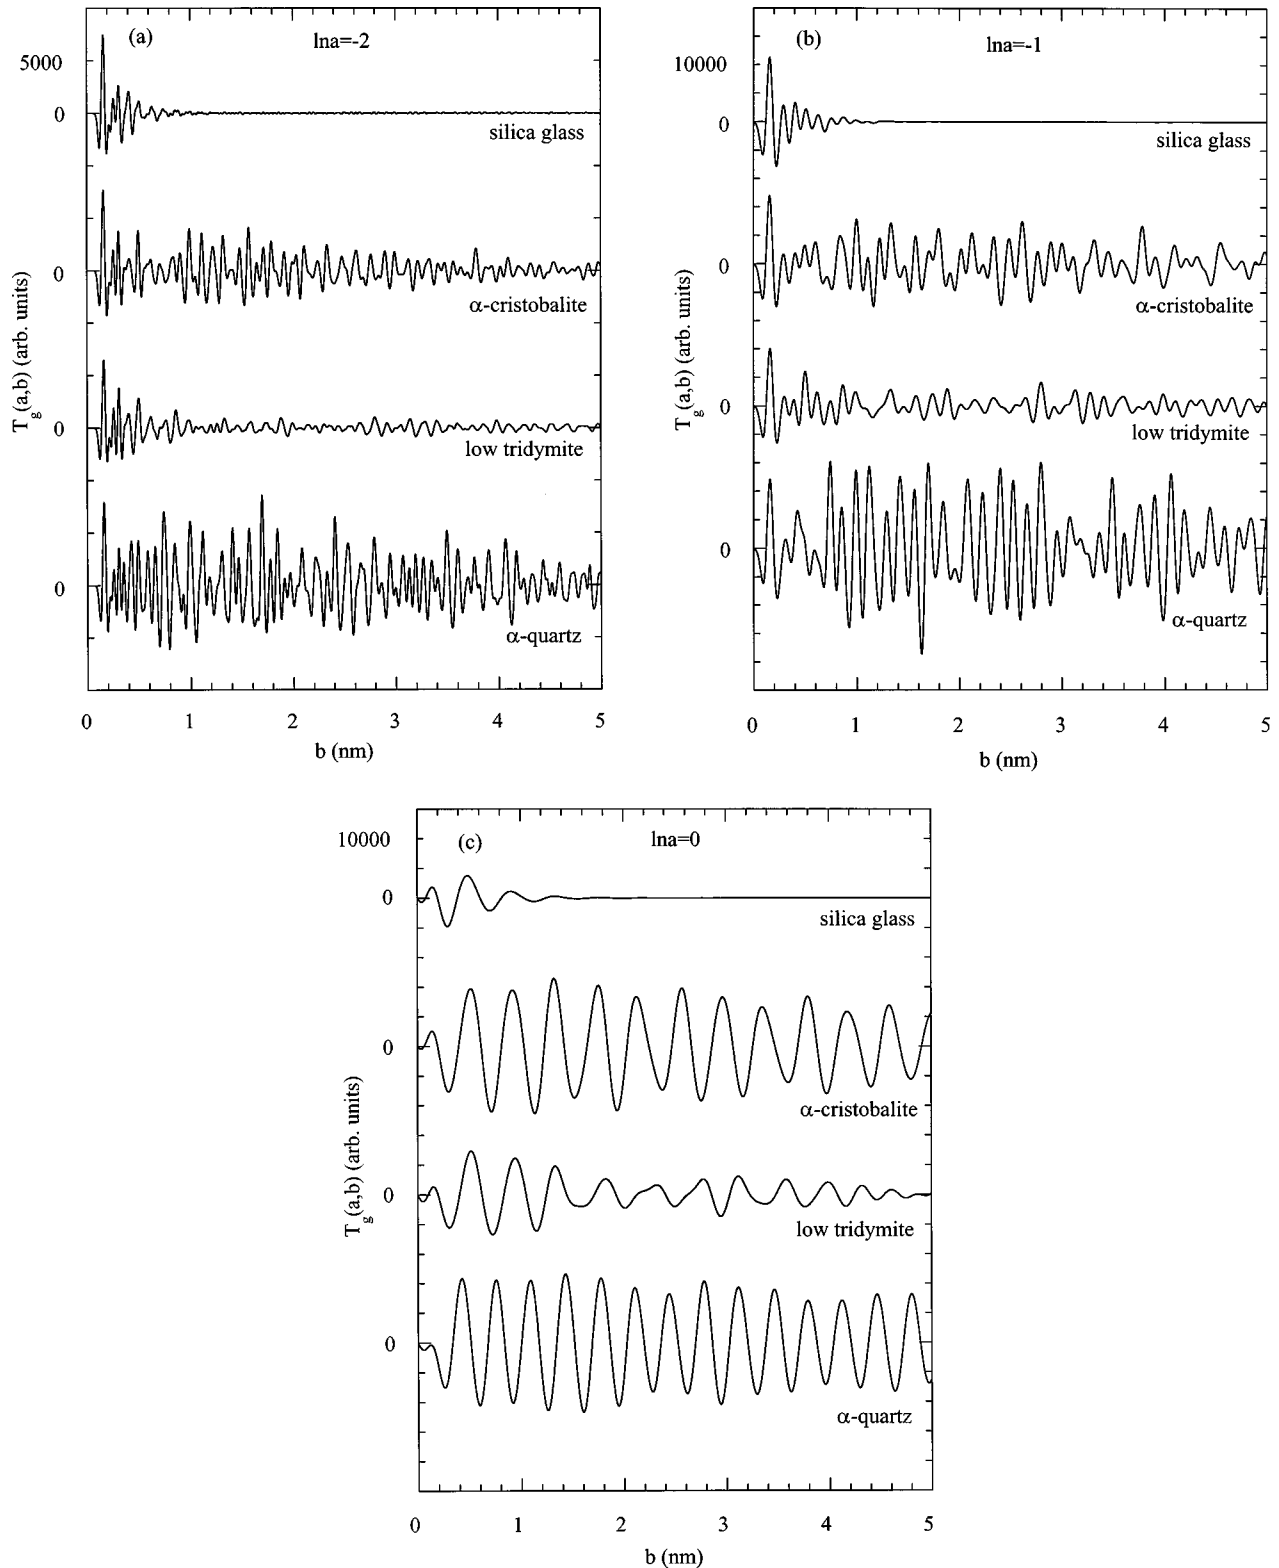 (a)
lna=-2
5000
0
silica glass
0
α-cristobalite
0
low tridymite
0
α-quartz
T_g(a,b) (arb. units)
0 1 2 3 4 5
b (nm)
(b)
lna=-1
10000
0
silica glass
0
α-cristobalite
0
low tridymite
0
α-quartz
T_g(a,b) (arb. units)
0 1 2 3 4 5
b (nm)
(c)
lna=0
10000
0
silica glass
0
α-cristobalite
0
low tridymite
0
α-quartz
T_g(a,b) (arb. units)
0 1 2 3 4 5
b (nm)